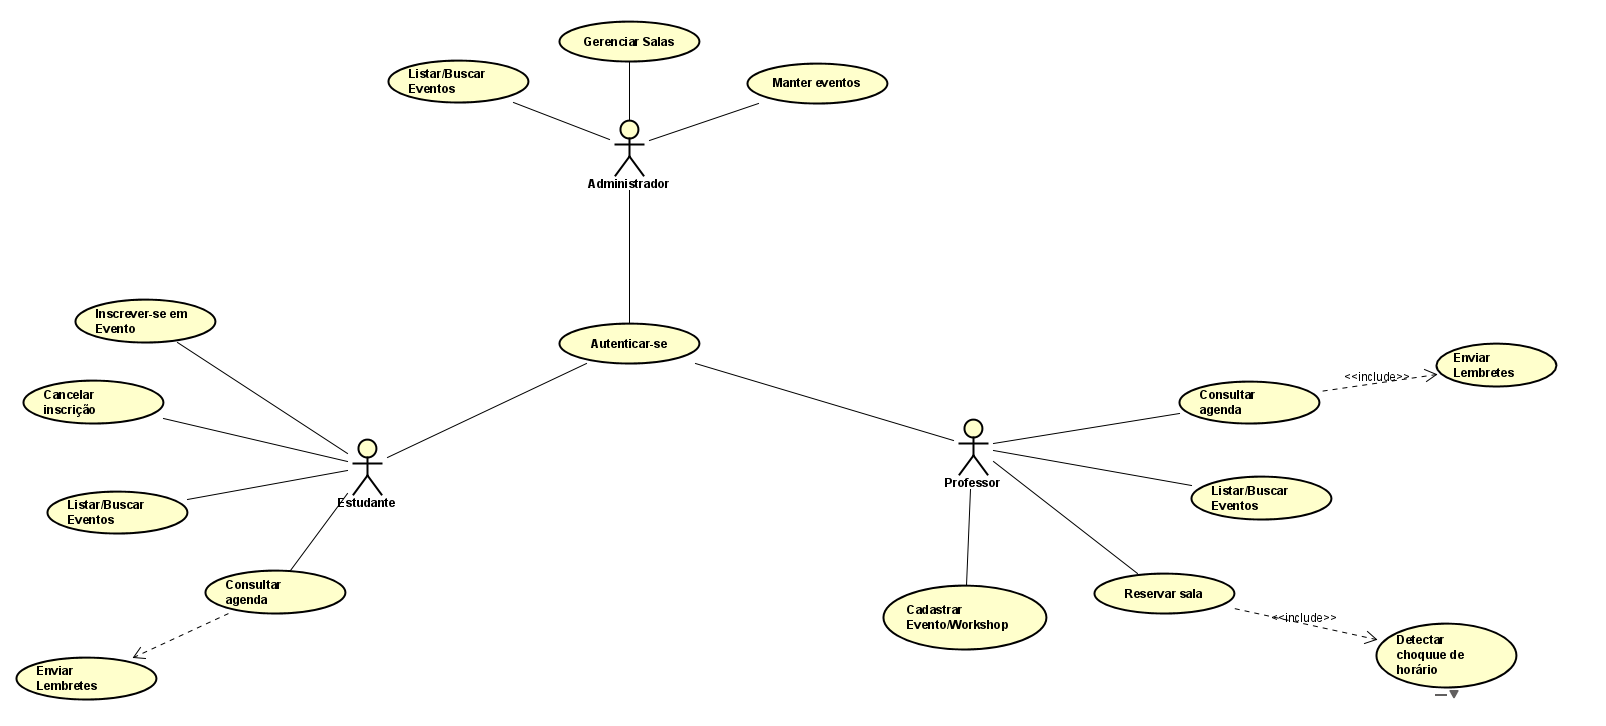 Gerenciar Salas
Listar/Buscar
Eventos
Manter eventos
Administrador
Inscrever-se em
Evento
Autenticar-se
Cancelar
inscrição
Listar/Buscar
Eventos
Estudante
Consultar
agenda
Enviar
Lembretes
Professor
Consultar
agenda
<<include>>
Enviar
Lembretes
Listar/Buscar
Eventos
Cadastrar
Evento/Workshop
Reservar sala
<<include>>
Detectar
choquue de
horário